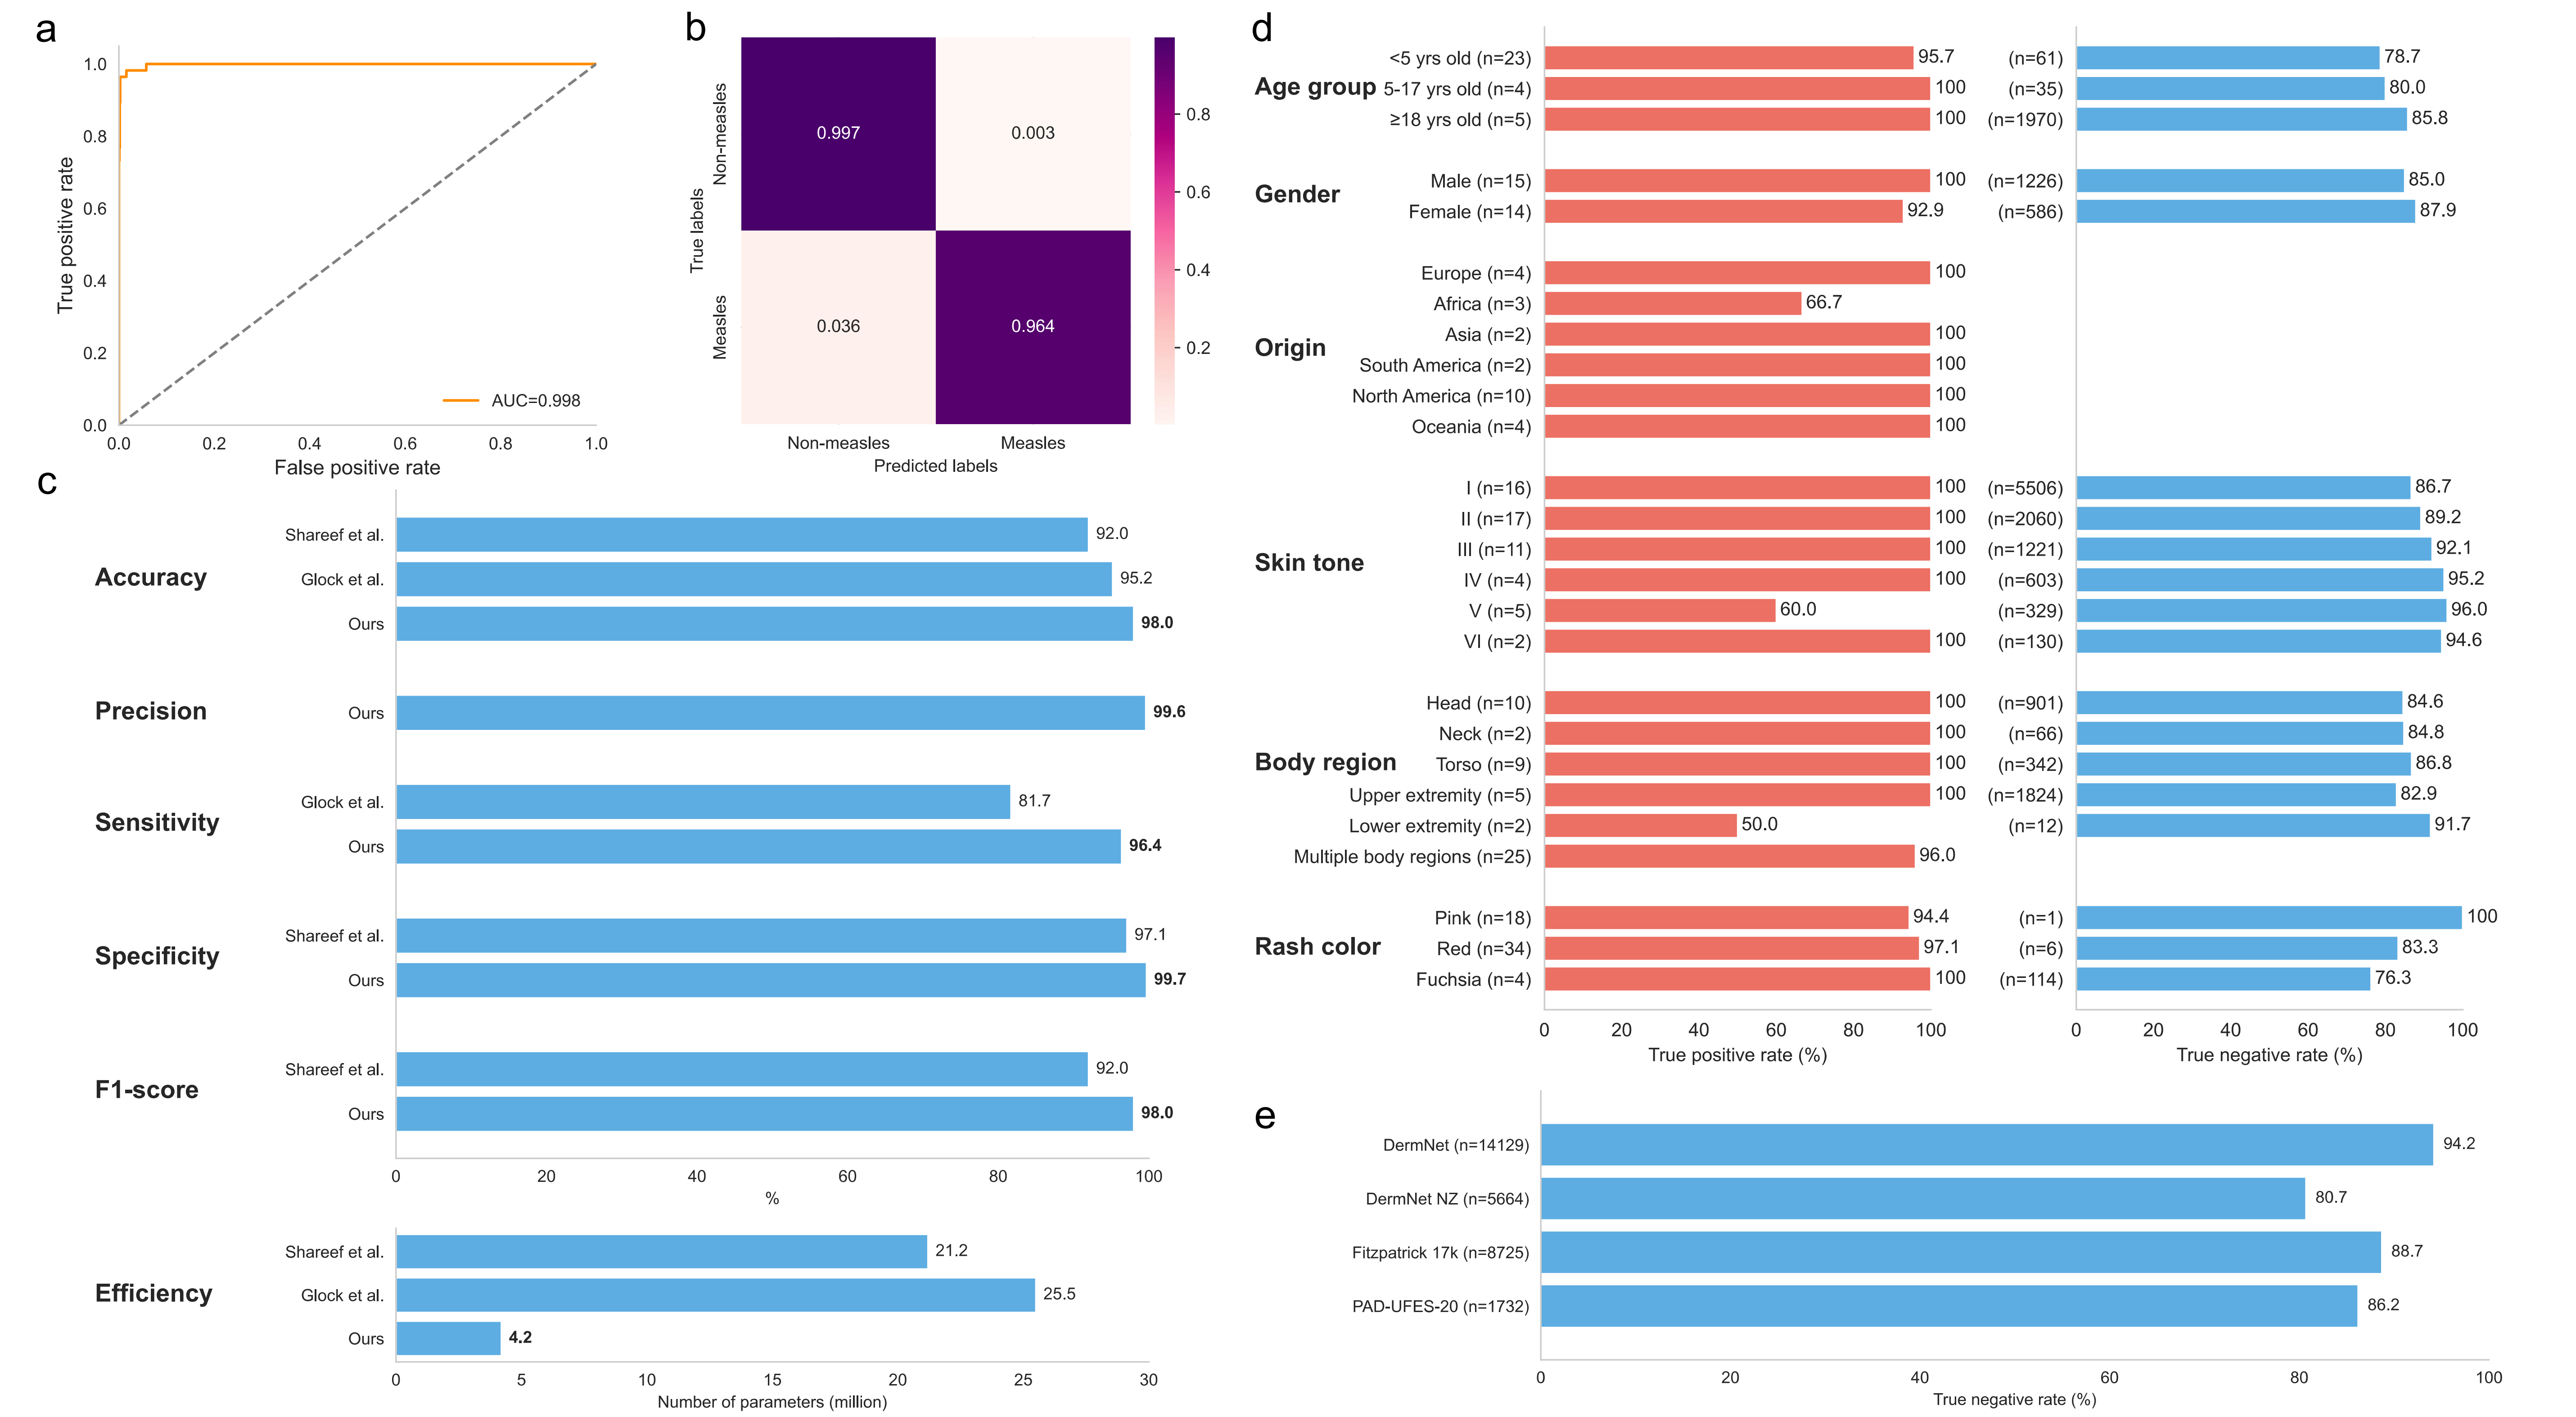 a
1.0
0.8
0.6
0.4
0.2
0.0
True positive rate
0.0 0.2 0.4 0.6 0.8 1.0
False positive rate
AUC=0.998
b
True labels
Non-measles
Measles
0.997 0.003
0.036 0.964
Non-measles Measles
Predicted labels
0.8
0.6
0.4
0.2
c
Accuracy
Shareef et al. 92.0
Glock et al. 95.2
Ours 98.0
Precision
Ours 99.6
Sensitivity
Glock et al. 81.7
Ours 96.4
Specificity
Shareef et al. 97.1
Ours 99.7
F1-score
Shareef et al. 92.0
Ours 98.0
0 20 40 60 80 100
%
Efficiency
Shareef et al. 21.2
Glock et al. 25.5
Ours 4.2
0 5 10 15 20 25 30
Number of parameters (million)
d
Age group
<5 yrs old (n=23) 95.7 (n=61) 78.7
5-17 yrs old (n=4) 100 (n=35) 80.0
≥18 yrs old (n=5) 100 (n=1970) 85.8
Gender
Male (n=15) 100 (n=1226) 85.0
Female (n=14) 92.9 (n=586) 87.9
Origin
Europe (n=4) 100
Africa (n=3) 66.7
Asia (n=2) 100
South America (n=2) 100
North America (n=10) 100
Oceania (n=4) 100
Skin tone
I (n=16) 100 (n=5506) 86.7
II (n=17) 100 (n=2060) 89.2
III (n=11) 100 (n=1221) 92.1
IV (n=4) 100 (n=603) 95.2
V (n=5) 60.0 (n=329) 96.0
VI (n=2) 100 (n=130) 94.6
Body region
Head (n=10) 100 (n=901) 84.6
Neck (n=2) 100 (n=66) 84.8
Torso (n=9) 100 (n=342) 86.8
Upper extremity (n=5) 100 (n=1824) 82.9
Lower extremity (n=2) 50.0 (n=12) 91.7
Multiple body regions (n=25) 96.0
Rash color
Pink (n=18) 94.4 (n=1) 100
Red (n=34) 97.1 (n=6) 83.3
Fuchsia (n=4) 100 (n=114) 76.3
0 20 40 60 80 100 0 20 40 60 80 100
True positive rate (%) True negative rate (%)
e
DermNet (n=14129) 94.2
DermNet NZ (n=5664) 80.7
Fitzpatrick 17k (n=8725) 88.7
PAD-UFES-20 (n=1732) 86.2
0 20 40 60 80 100
True negative rate (%)